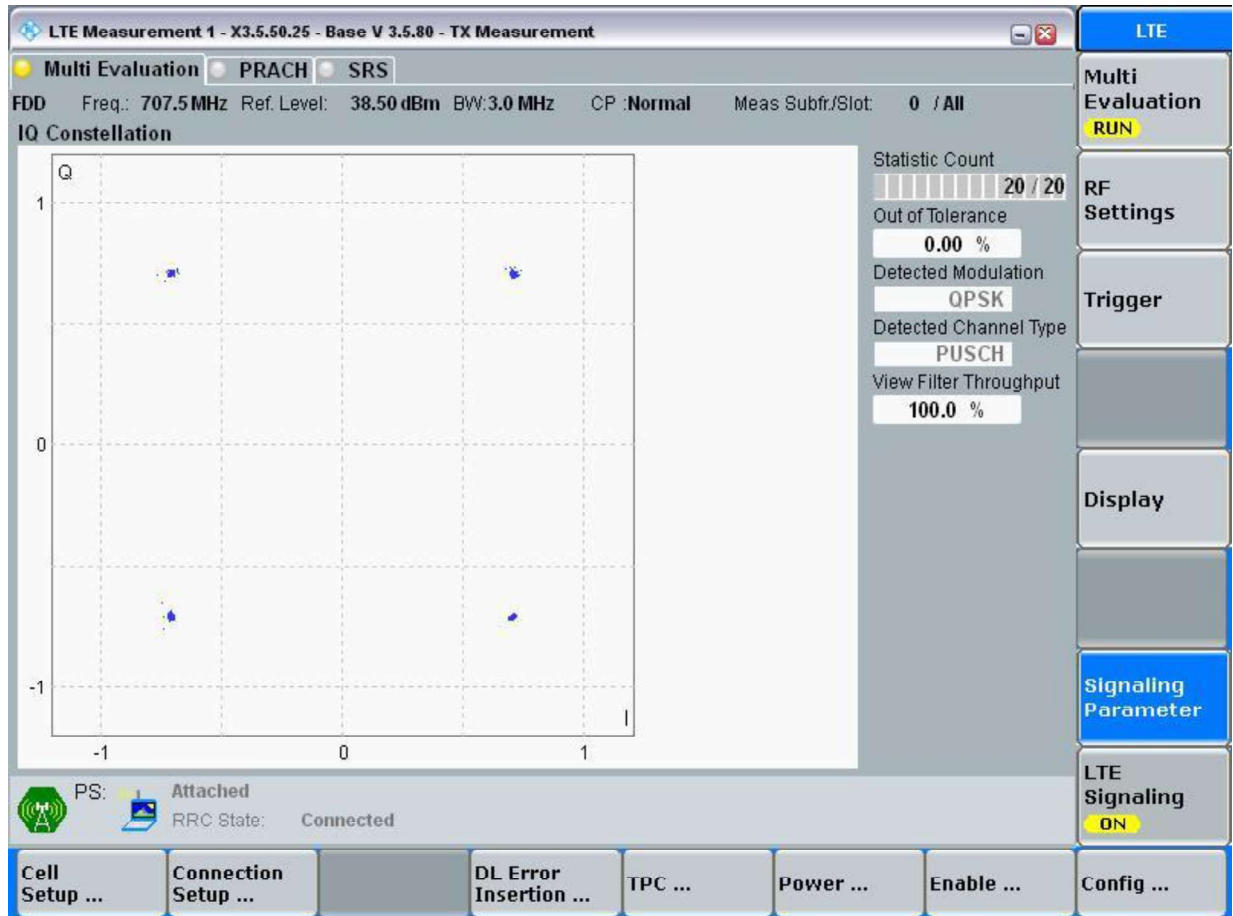 LTE Measurement 1 - X3.5.50.25 - Base V 3.5.80 - TX Measurement
LTE
Multi Evaluation PRACH SRS
FDD Freq.: 707.5 MHz Ref. Level: 38.50 dBm BW: 3.0 MHz CP :Normal Meas Subfr./Slot: 0 / All
IQ Constellation
Q
1
0
-1
-1 0 1
I
Statistic Count
20 / 20
Out of Tolerance
0.00 %
Detected Modulation
QPSK
Detected Channel Type
PUSCH
View Filter Throughput
100.0 %
Multi
Evaluation
RUN
RF
Settings
Trigger
Display
Signaling
Parameter
LTE
Signaling
ON
PS: Attached
RRC State: Connected
Cell
Setup ...
Connection
Setup ...
DL Error
Insertion ...
TPC ...
Power ...
Enable ...
Config ...